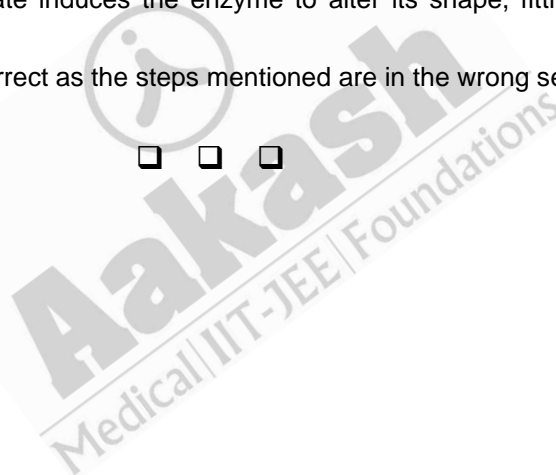 ate induces the enzyme to alter its shape, fitti
rrect as the steps mentioned are in the wrong se
Aakash
Medical|IIT-JEE|Foundations